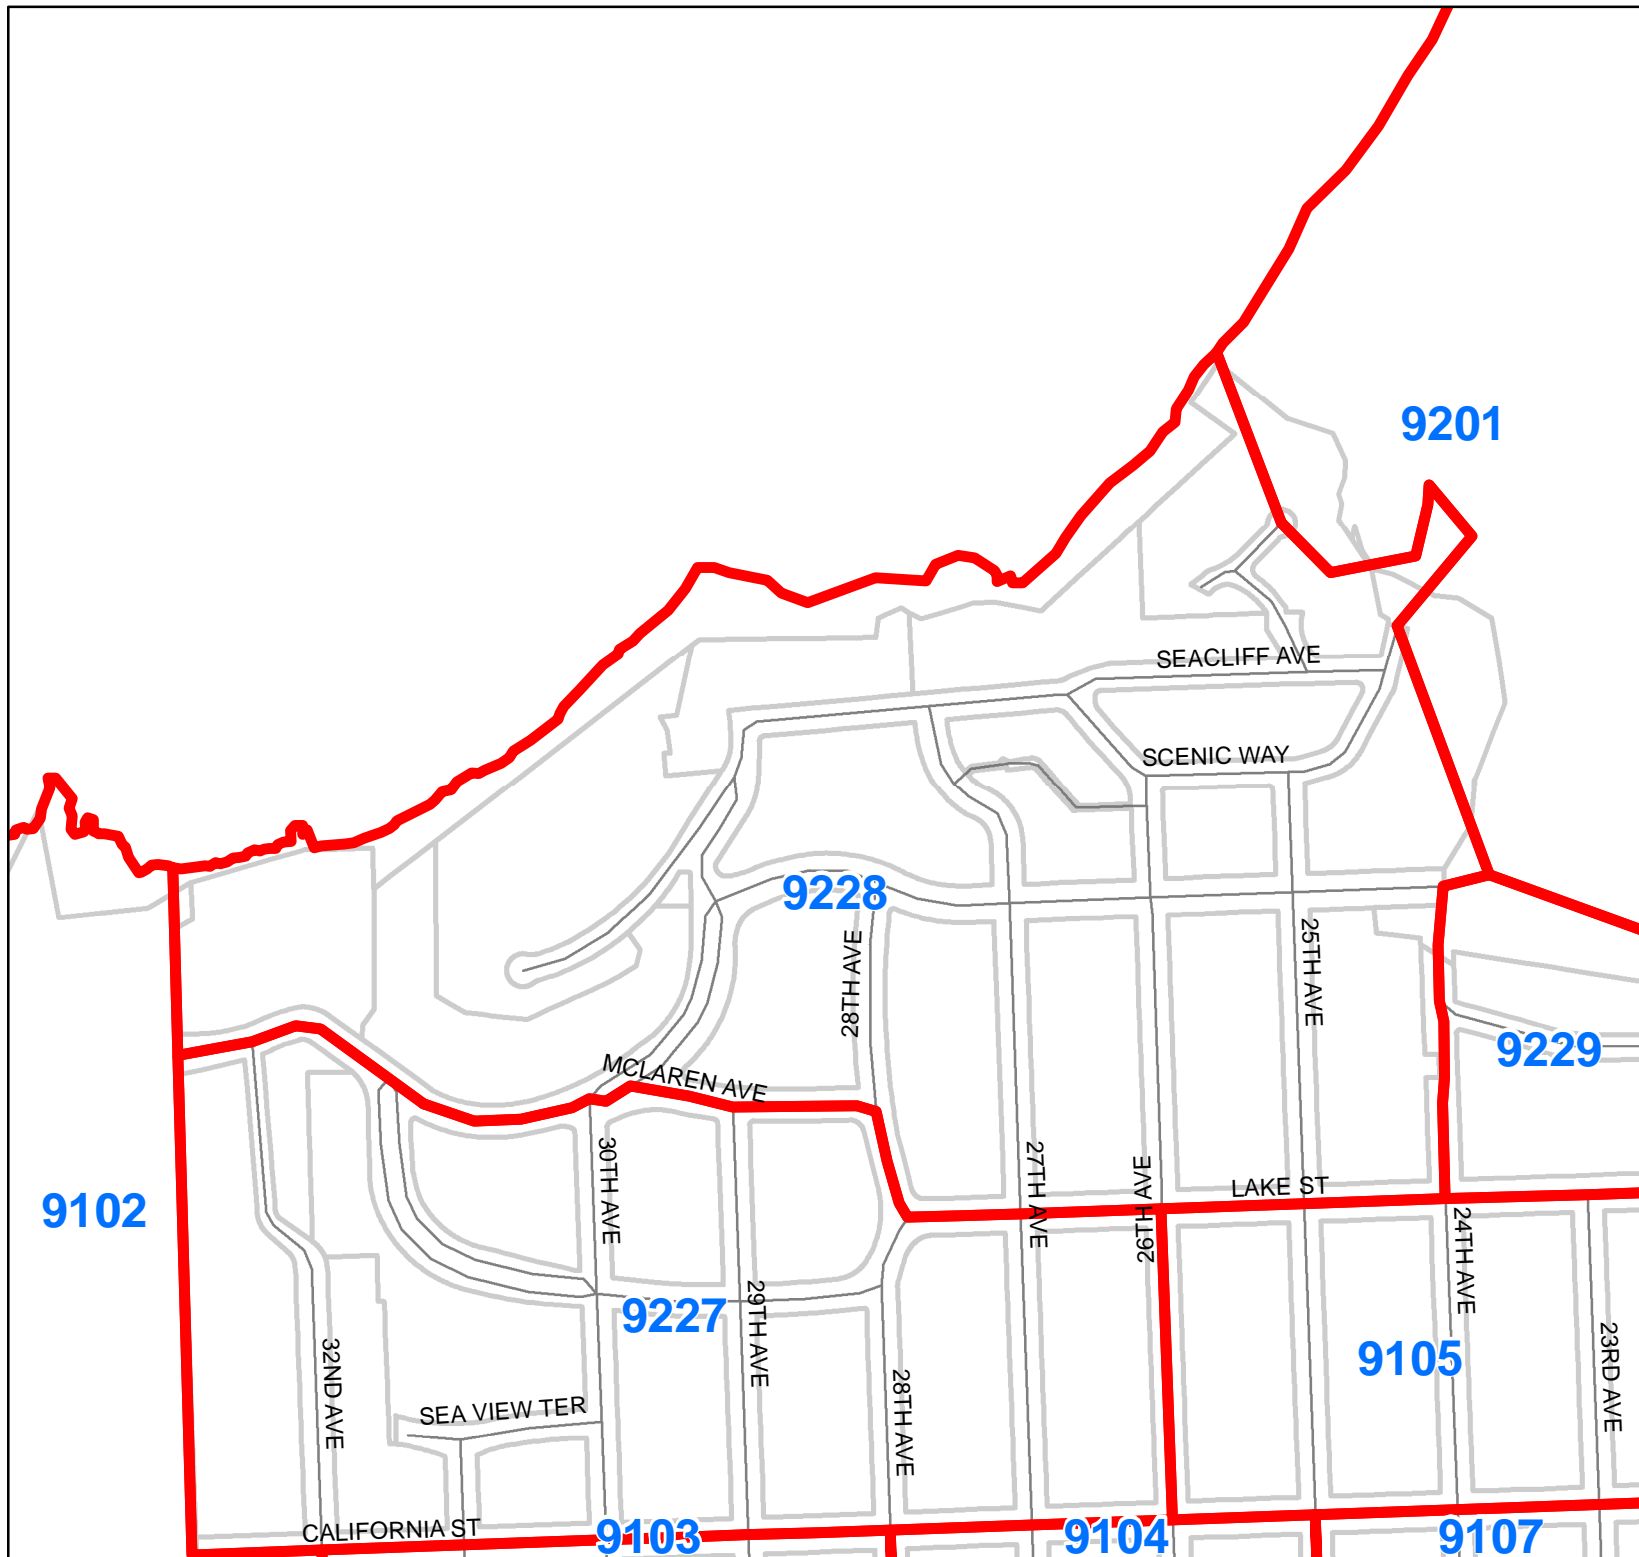 9201
SEACLIFF AVE
SCENIC WAY
9228
28TH AVE
25TH AVE
9229
MCLAREN AVE
30TH AVE
27TH AVE
26TH AVE
LAKE ST
9102
24TH AVE
9227
29TH AVE
32ND AVE
9105
23RD AVE
28TH AVE
SEA VIEW TER
CALIFORNIA ST
9103
9104
9107